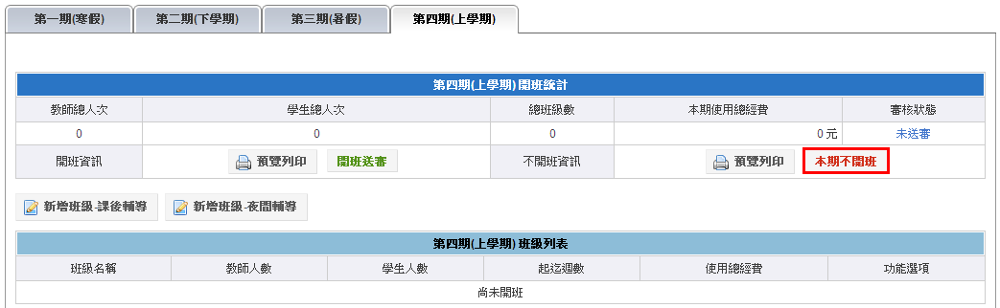 第一期(寒假) 第二期(下學期) 第三期(暑假) 第四期(上學期)
第四期(上學期) 開班統計
教師總人次 學生總人次 總班級數 本期使用總經費 審核狀態
0 0 0 0 元 未送審
開班資訊 預覽列印 開班送審 不開班資訊 預覽列印 本期不開班
新增班級-課後輔導 新增班級-夜間輔導
第四期(上學期) 班級列表
班級名稱 教師人數 學生人數 起迄週數 使用總經費 功能選項
尚未開班